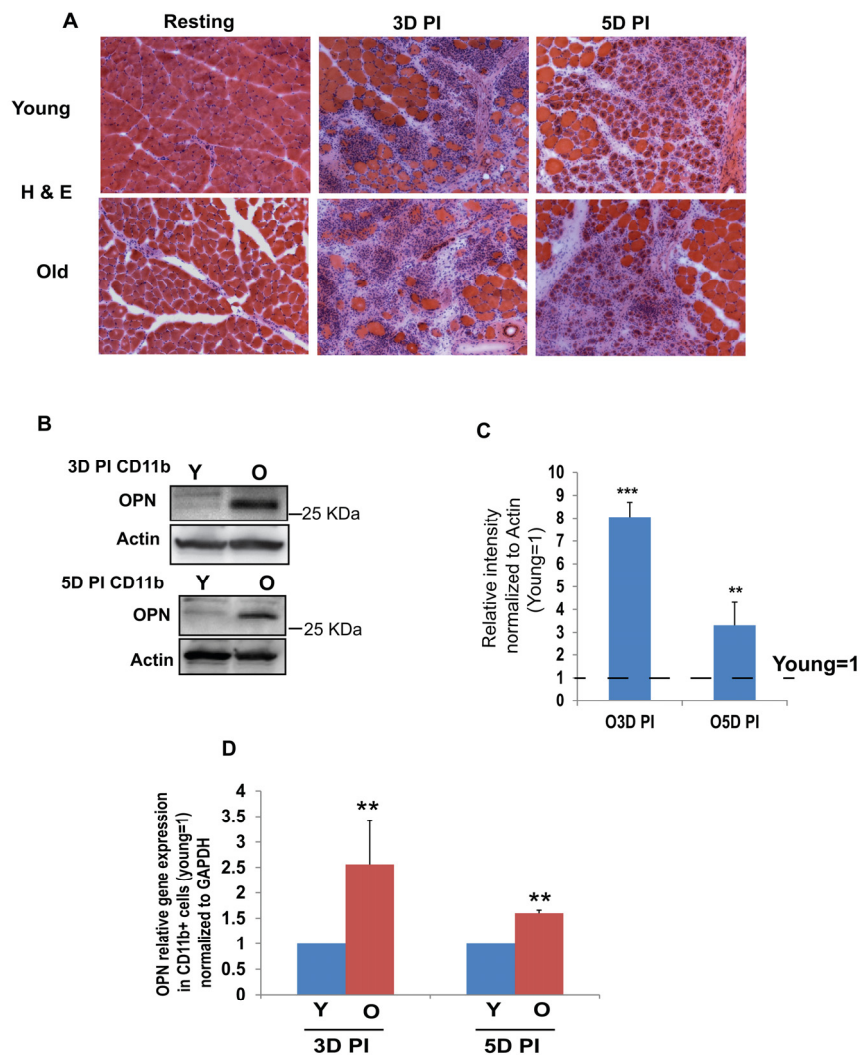 A
Resting
3D PI
5D PI
Young
H & E
Old
B
3D PI CD11b
Y
O
OPN
25 KDa
Actin
5D PI CD11b
Y
O
OPN
25 KDa
Actin
C
Relative intensity
normalized to Actin
(Young=1)
10
9
8
7
6
5
4
3
2
1
0
***
**
Young=1
O3D PI
O5D PI
D
OPN relative gene expression
in CD11b+ cells (young=1)
normalized to GAPDH
4
3.5
3
2.5
2
1.5
1
0.5
0
**
**
Y
O
Y
O
3D PI
5D PI